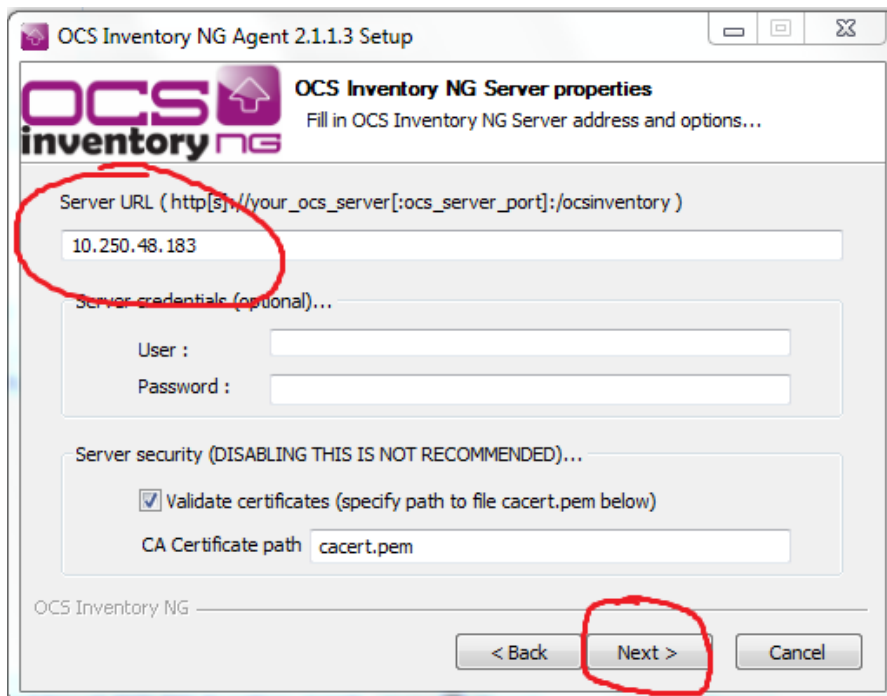 OCS Inventory NG Agent 2.1.1.3 Setup
OCS
inventory NG
OCS Inventory NG Server properties
Fill in OCS Inventory NG Server address and options...
Server URL ( http[s]://your_ocs_server[:ocs_server_port]:/ocsinventory )
10.250.48.183
Server credentials (optional)...
User :
Password :
Server security (DISABLING THIS IS NOT RECOMMENDED)...
Validate certificates (specify path to file cacert.pem below)
CA Certificate path cacert.pem
OCS Inventory NG
< Back Next > Cancel